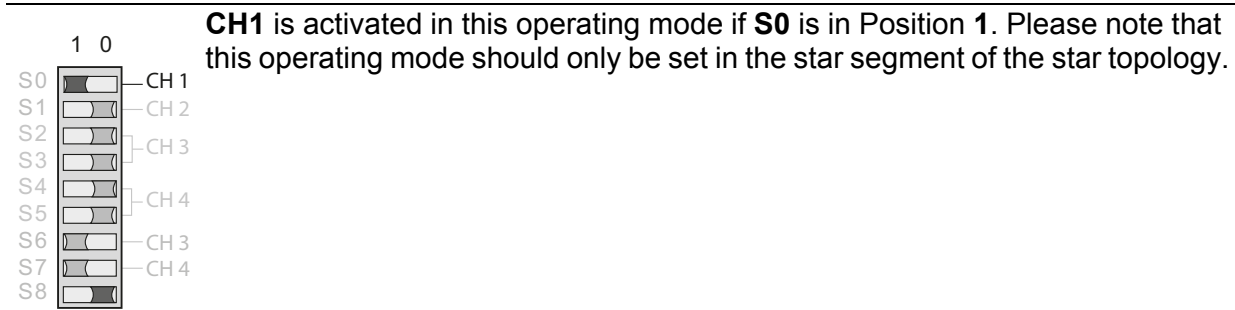 CH1 is activated in this operating mode if S0 is in Position 1. Please note that
this operating mode should only be set in the star segment of the star topology.
1 0
S0 CH 1
S1 CH 2
S2
CH 3
S3
S4
CH 4
S5
S6 CH 3
S7 CH 4
S8